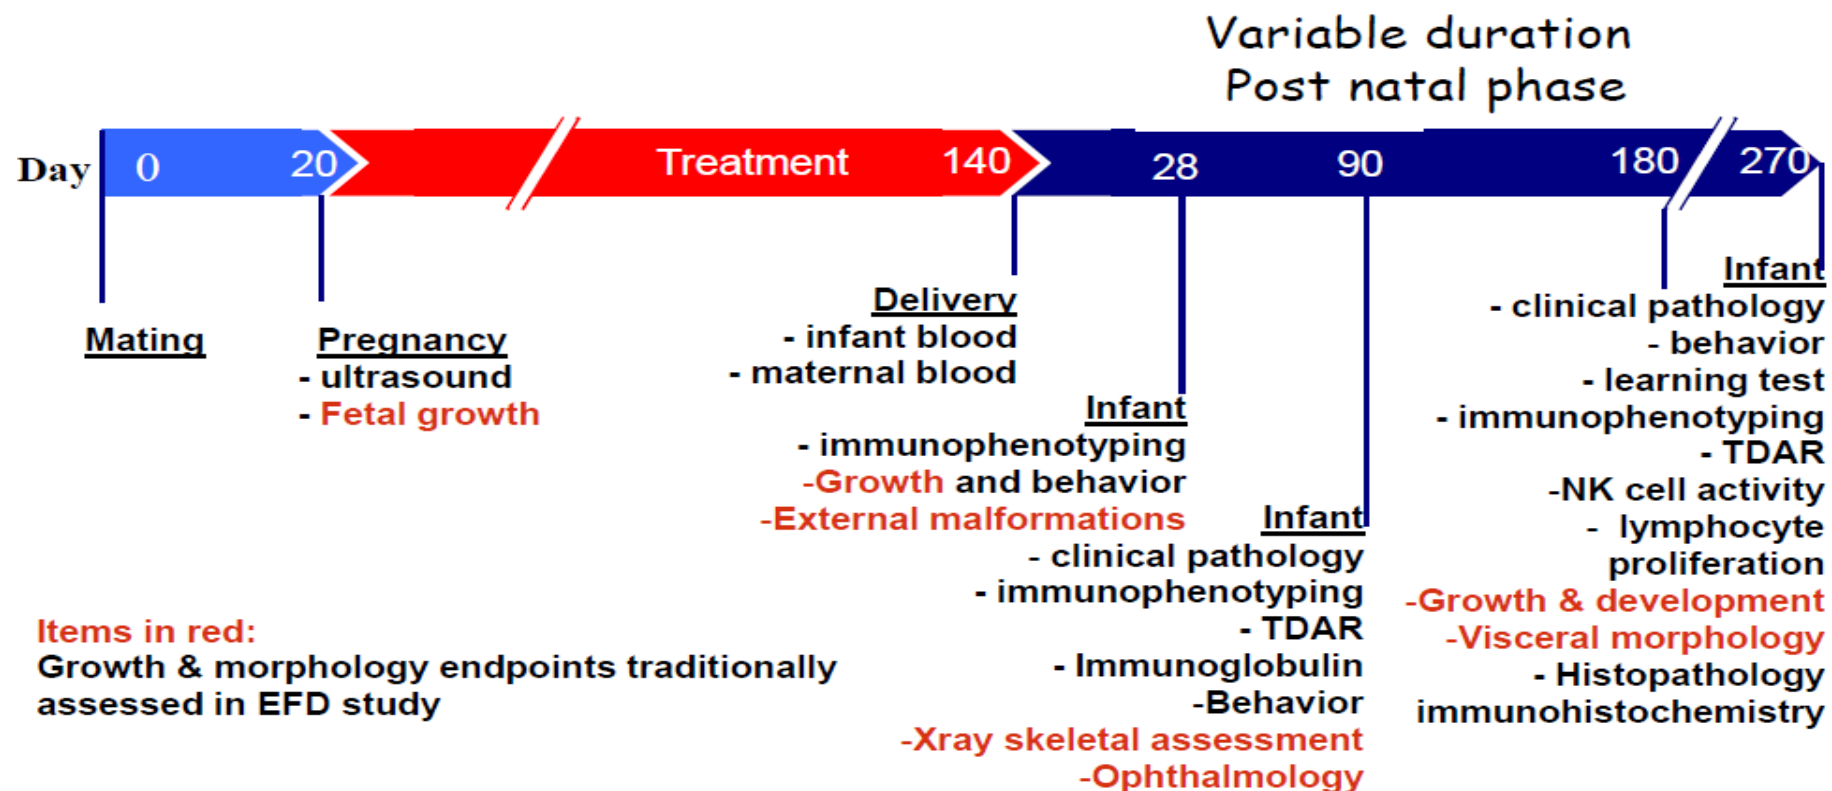 Variable duration
Post natal phase
Day 0 20 Treatment 140 28 90 180 270
Mating
Pregnancy
- ultrasound
- Fetal growth
Delivery
- infant blood
- maternal blood
Infant
- immunophenotyping
-Growth and behavior
-External malformations
Infant
- clinical pathology
- immunophenotyping
- TDAR
- Immunoglobulin
-Behavior
-Xray skeletal assessment
-Ophthalmology
Infant
- clinical pathology
- behavior
- learning test
- immunophenotyping
- TDAR
-NK cell activity
- lymphocyte
proliferation
-Growth & development
-Visceral morphology
- Histopathology
immunohistochemistry
Items in red:
Growth & morphology endpoints traditionally
assessed in EFD study